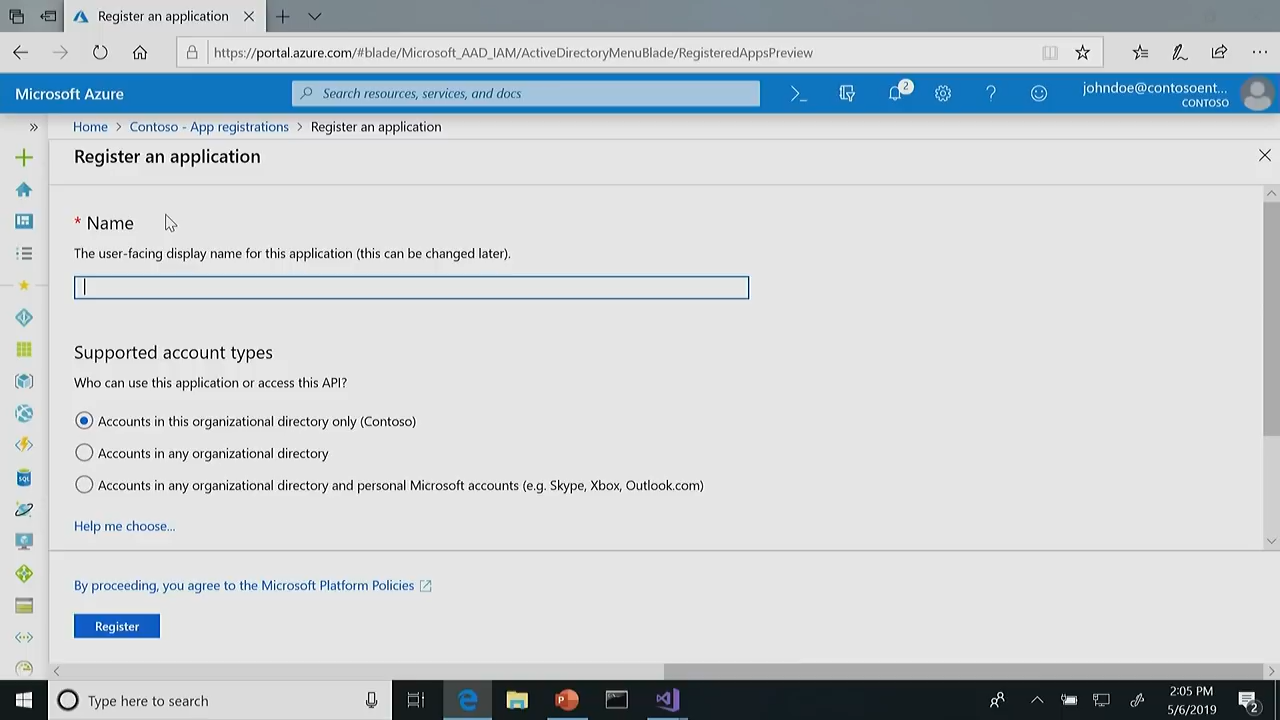 Register an application
https://portal.azure.com/#blade/Microsoft_AAD_IAM/ActiveDirectoryMenuBlade/RegisteredAppsPreview
Microsoft Azure
Search resources, services, and docs
2
johndoe@contosoent...
CONTOSO
Home > Contoso - App registrations > Register an application
Register an application
* Name
The user-facing display name for this application (this can be changed later).
Supported account types
Who can use this application or access this API?
Accounts in this organizational directory only (Contoso)
Accounts in any organizational directory
Accounts in any organizational directory and personal Microsoft accounts (e.g. Skype, Xbox, Outlook.com)
Help me choose...
By proceeding, you agree to the Microsoft Platform Policies
Register
SQL
Type here to search
2:05 PM
5/6/2019
2